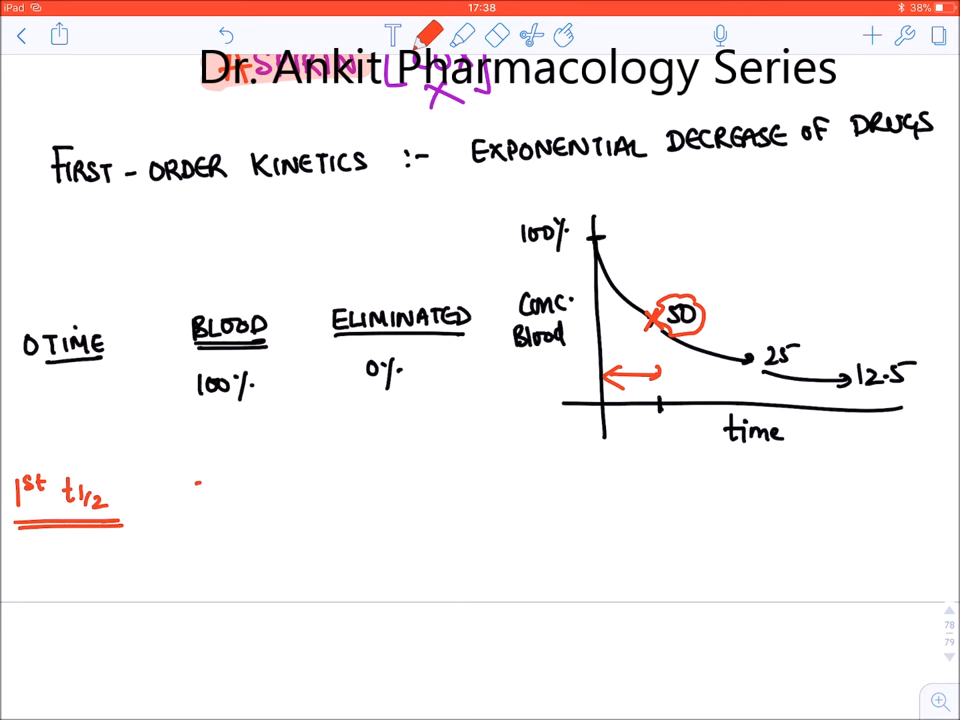 iPad 17:38 38%
T
Dr. Ankit Pharmacology Series
FIRST-ORDER KINETICS :- EXPONENTIAL DECREASE OF DRUGS
100%
Conc.
Blood
50
25
12.5
time
0 TIME BLOOD ELIMINATED
100% 0%
1st t1/2
78
79